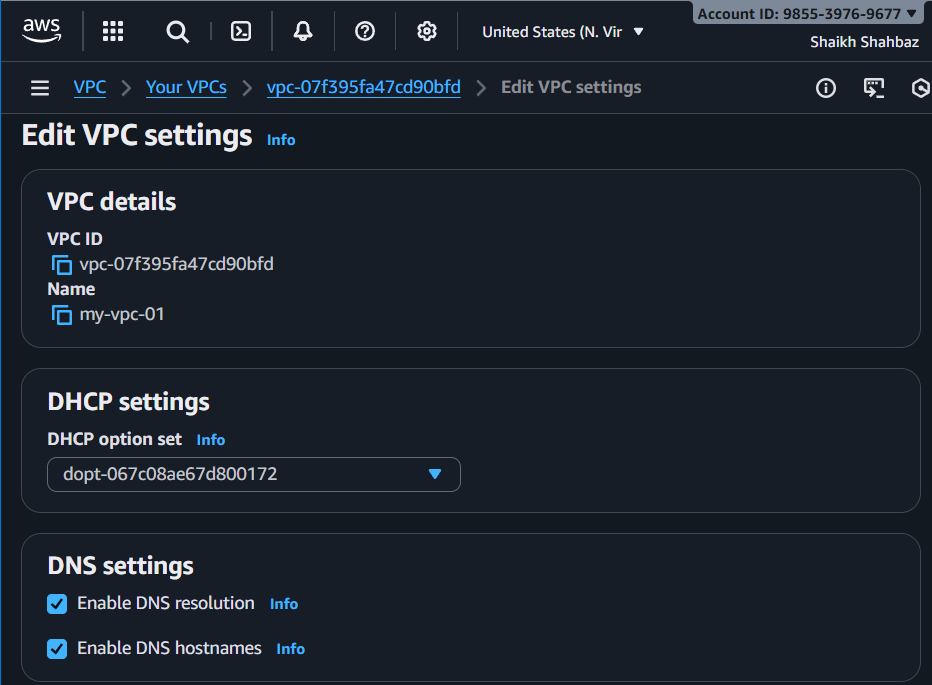 aws
United States (N. Vir
Account ID: 9855-3976-9677
Shaikh Shahbaz
VPC
Your VPCs
vpc-07f395fa47cd90bfd
Edit VPC settings
Edit VPC settings Info
VPC details
VPC ID
vpc-07f395fa47cd90bfd
Name
my-vpc-01
DHCP settings
DHCP option set Info
dopt-067c08ae67d800172
DNS settings
Enable DNS resolution Info
Enable DNS hostnames Info